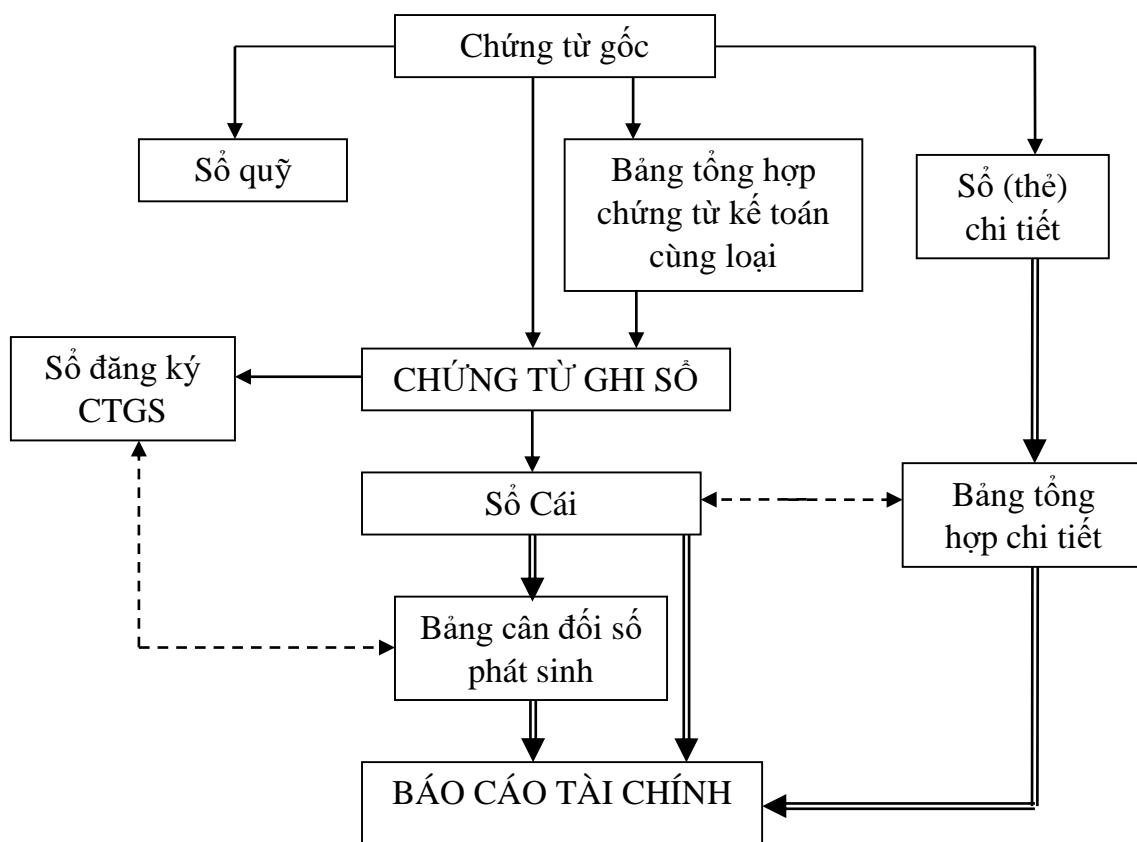 Chứng từ gốc
Sổ quỹ
Bảng tổng hợp
chứng từ kế toán
cùng loại
Sổ (thẻ)
chi tiết
Sổ đăng ký
CTGS
CHỨNG TỪ GHI SỔ
Sổ Cái
Bảng tổng
hợp chi tiết
Bảng cân đối số
phát sinh
BÁO CÁO TÀI CHÍNH